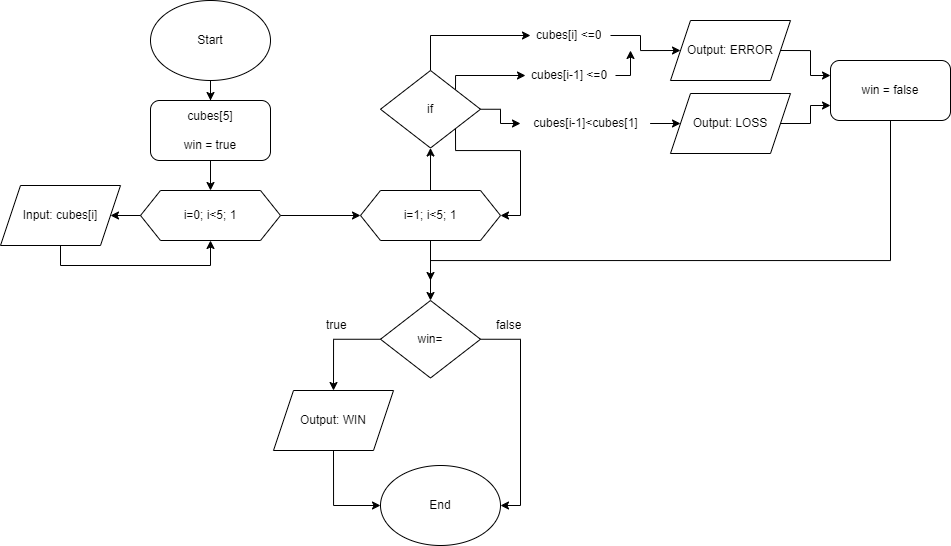 Start
cubes[5]
win = true
i=0; i<5; 1
Input: cubes[i]
i=1; i<5; 1
if
cubes[i] <=0
cubes[i-1] <=0
cubes[i-1]<cubes[1]
Output: ERROR
Output: LOSS
win = false
win=
true
false
Output: WIN
End